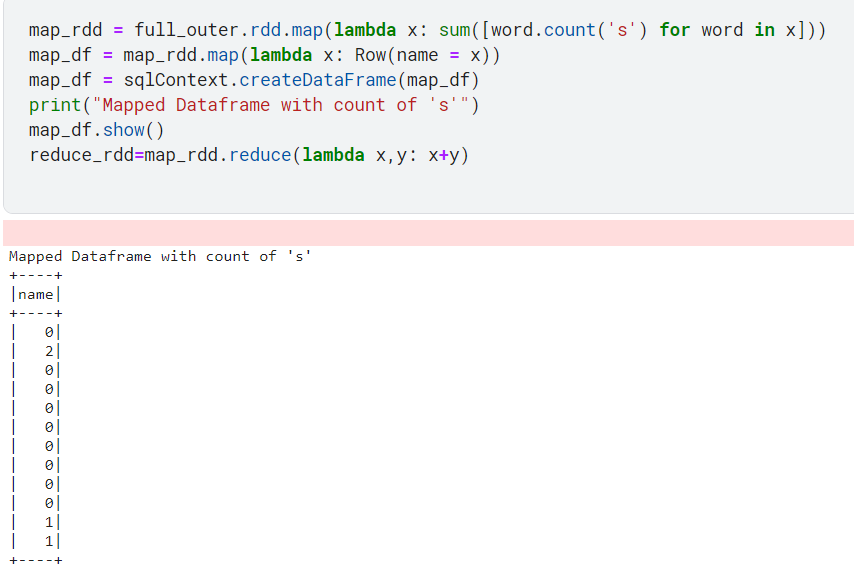 map_rdd = full_outer.rdd.map(lambda x: sum([word.count('s') for word in x]))
map_df = map_rdd.map(lambda x: Row(name = x))
map_df = sqlContext.createDataFrame(map_df)
print("Mapped Dataframe with count of 's'")
map_df.show()
reduce_rdd=map_rdd.reduce(lambda x,y: x+y)
Mapped Dataframe with count of 's'
+----+
|name|
+----+
|   0|
|   2|
|   0|
|   0|
|   0|
|   0|
|   0|
|   0|
|   0|
|   0|
|   1|
|   1|
+----+